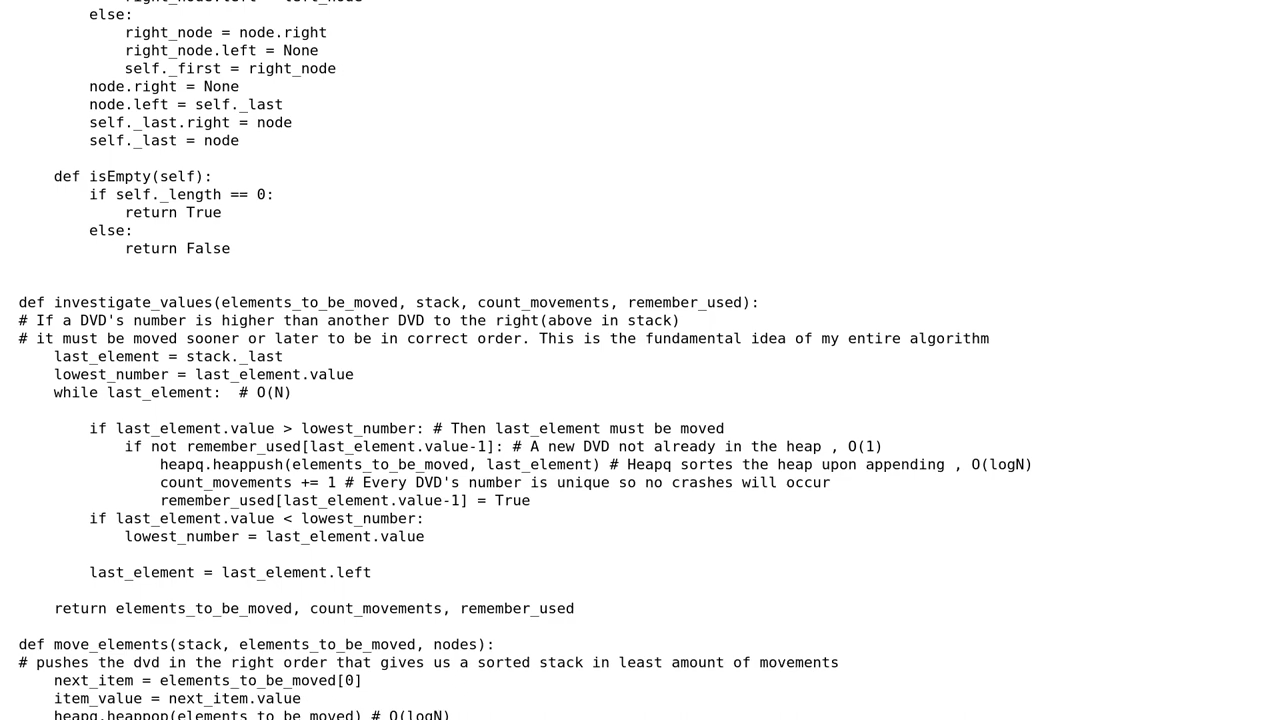 right_node.left = left_node
        else:
            right_node = node.right
            right_node.left = None
            self._first = right_node
        node.right = None
        node.left = self._last
        self._last.right = node
        self._last = node

    def isEmpty(self):
        if self._length == 0:
            return True
        else:
            return False


def investigate_values(elements_to_be_moved, stack, count_movements, remember_used):
# If a DVD's number is higher than another DVD to the right(above in stack)
# it must be moved sooner or later to be in correct order. This is the fundamental idea of my entire algorithm
    last_element = stack._last
    lowest_number = last_element.value
    while last_element:  # O(N)

        if last_element.value > lowest_number: # Then last_element must be moved
            if not remember_used[last_element.value-1]: # A new DVD not already in the heap , O(1)
                heapq.heappush(elements_to_be_moved, last_element) # Heapq sortes the heap upon appending , O(logN)
                count_movements += 1 # Every DVD's number is unique so no crashes will occur
                remember_used[last_element.value-1] = True
        if last_element.value < lowest_number:
            lowest_number = last_element.value

        last_element = last_element.left

    return elements_to_be_moved, count_movements, remember_used

def move_elements(stack, elements_to_be_moved, nodes):
# pushes the dvd in the right order that gives us a sorted stack in least amount of movements
    next_item = elements_to_be_moved[0]
    item_value = next_item.value
    heapq.heappop(elements_to_be_moved) # O(logN)